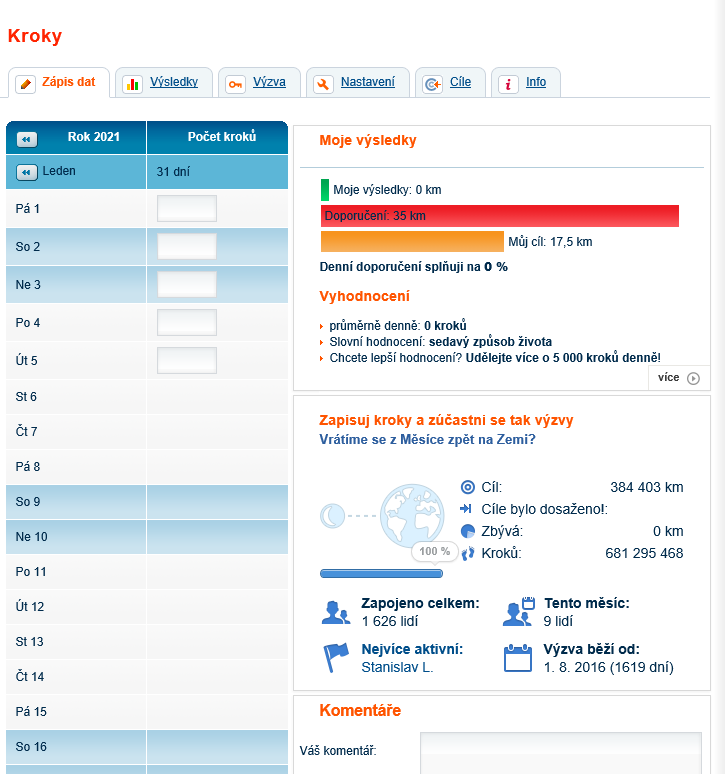 Kroky
Zápis dat
Výsledky
Výzva
Nastavení
Cíle
Info
Rok 2021
Počet kroků
Leden
31 dní
Pá 1
So 2
Ne 3
Po 4
Út 5
St 6
Čt 7
Pá 8
So 9
Ne 10
Po 11
Út 12
St 13
Čt 14
Pá 15
So 16
Moje výsledky
Moje výsledky: 0 km
Doporučení: 35 km
Můj cíl: 17,5 km
Denní doporučení splňuji na 0 %
Vyhodnocení
průměrně denně: 0 kroků
Slovní hodnocení: sedavý způsob života
Chcete lepší hodnocení? Udělejte více o 5 000 kroků denně!
více
Zapisuj kroky a zúčastni se tak výzvy
Vrátíme se z Měsíce zpět na Zemi?
Cíl: 384 403 km
Cíle bylo dosaženo!:
Zbývá: 0 km
100 %
Kroků: 681 295 468
Zapojeno celkem:
1 626 lidí
Tento měsíc:
9 lidí
Nejvíce aktivní:
Stanislav L.
Výzva běží od:
1. 8. 2016 (1619 dní)
Komentáře
Váš komentář: